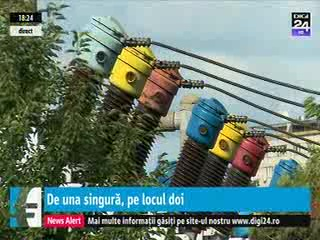 18:24
direct
DIGI
24
HD
De una singură, pe locul doi
News Alert
Mai multe informații găsiți pe site-ul nostru www.digi24.ro